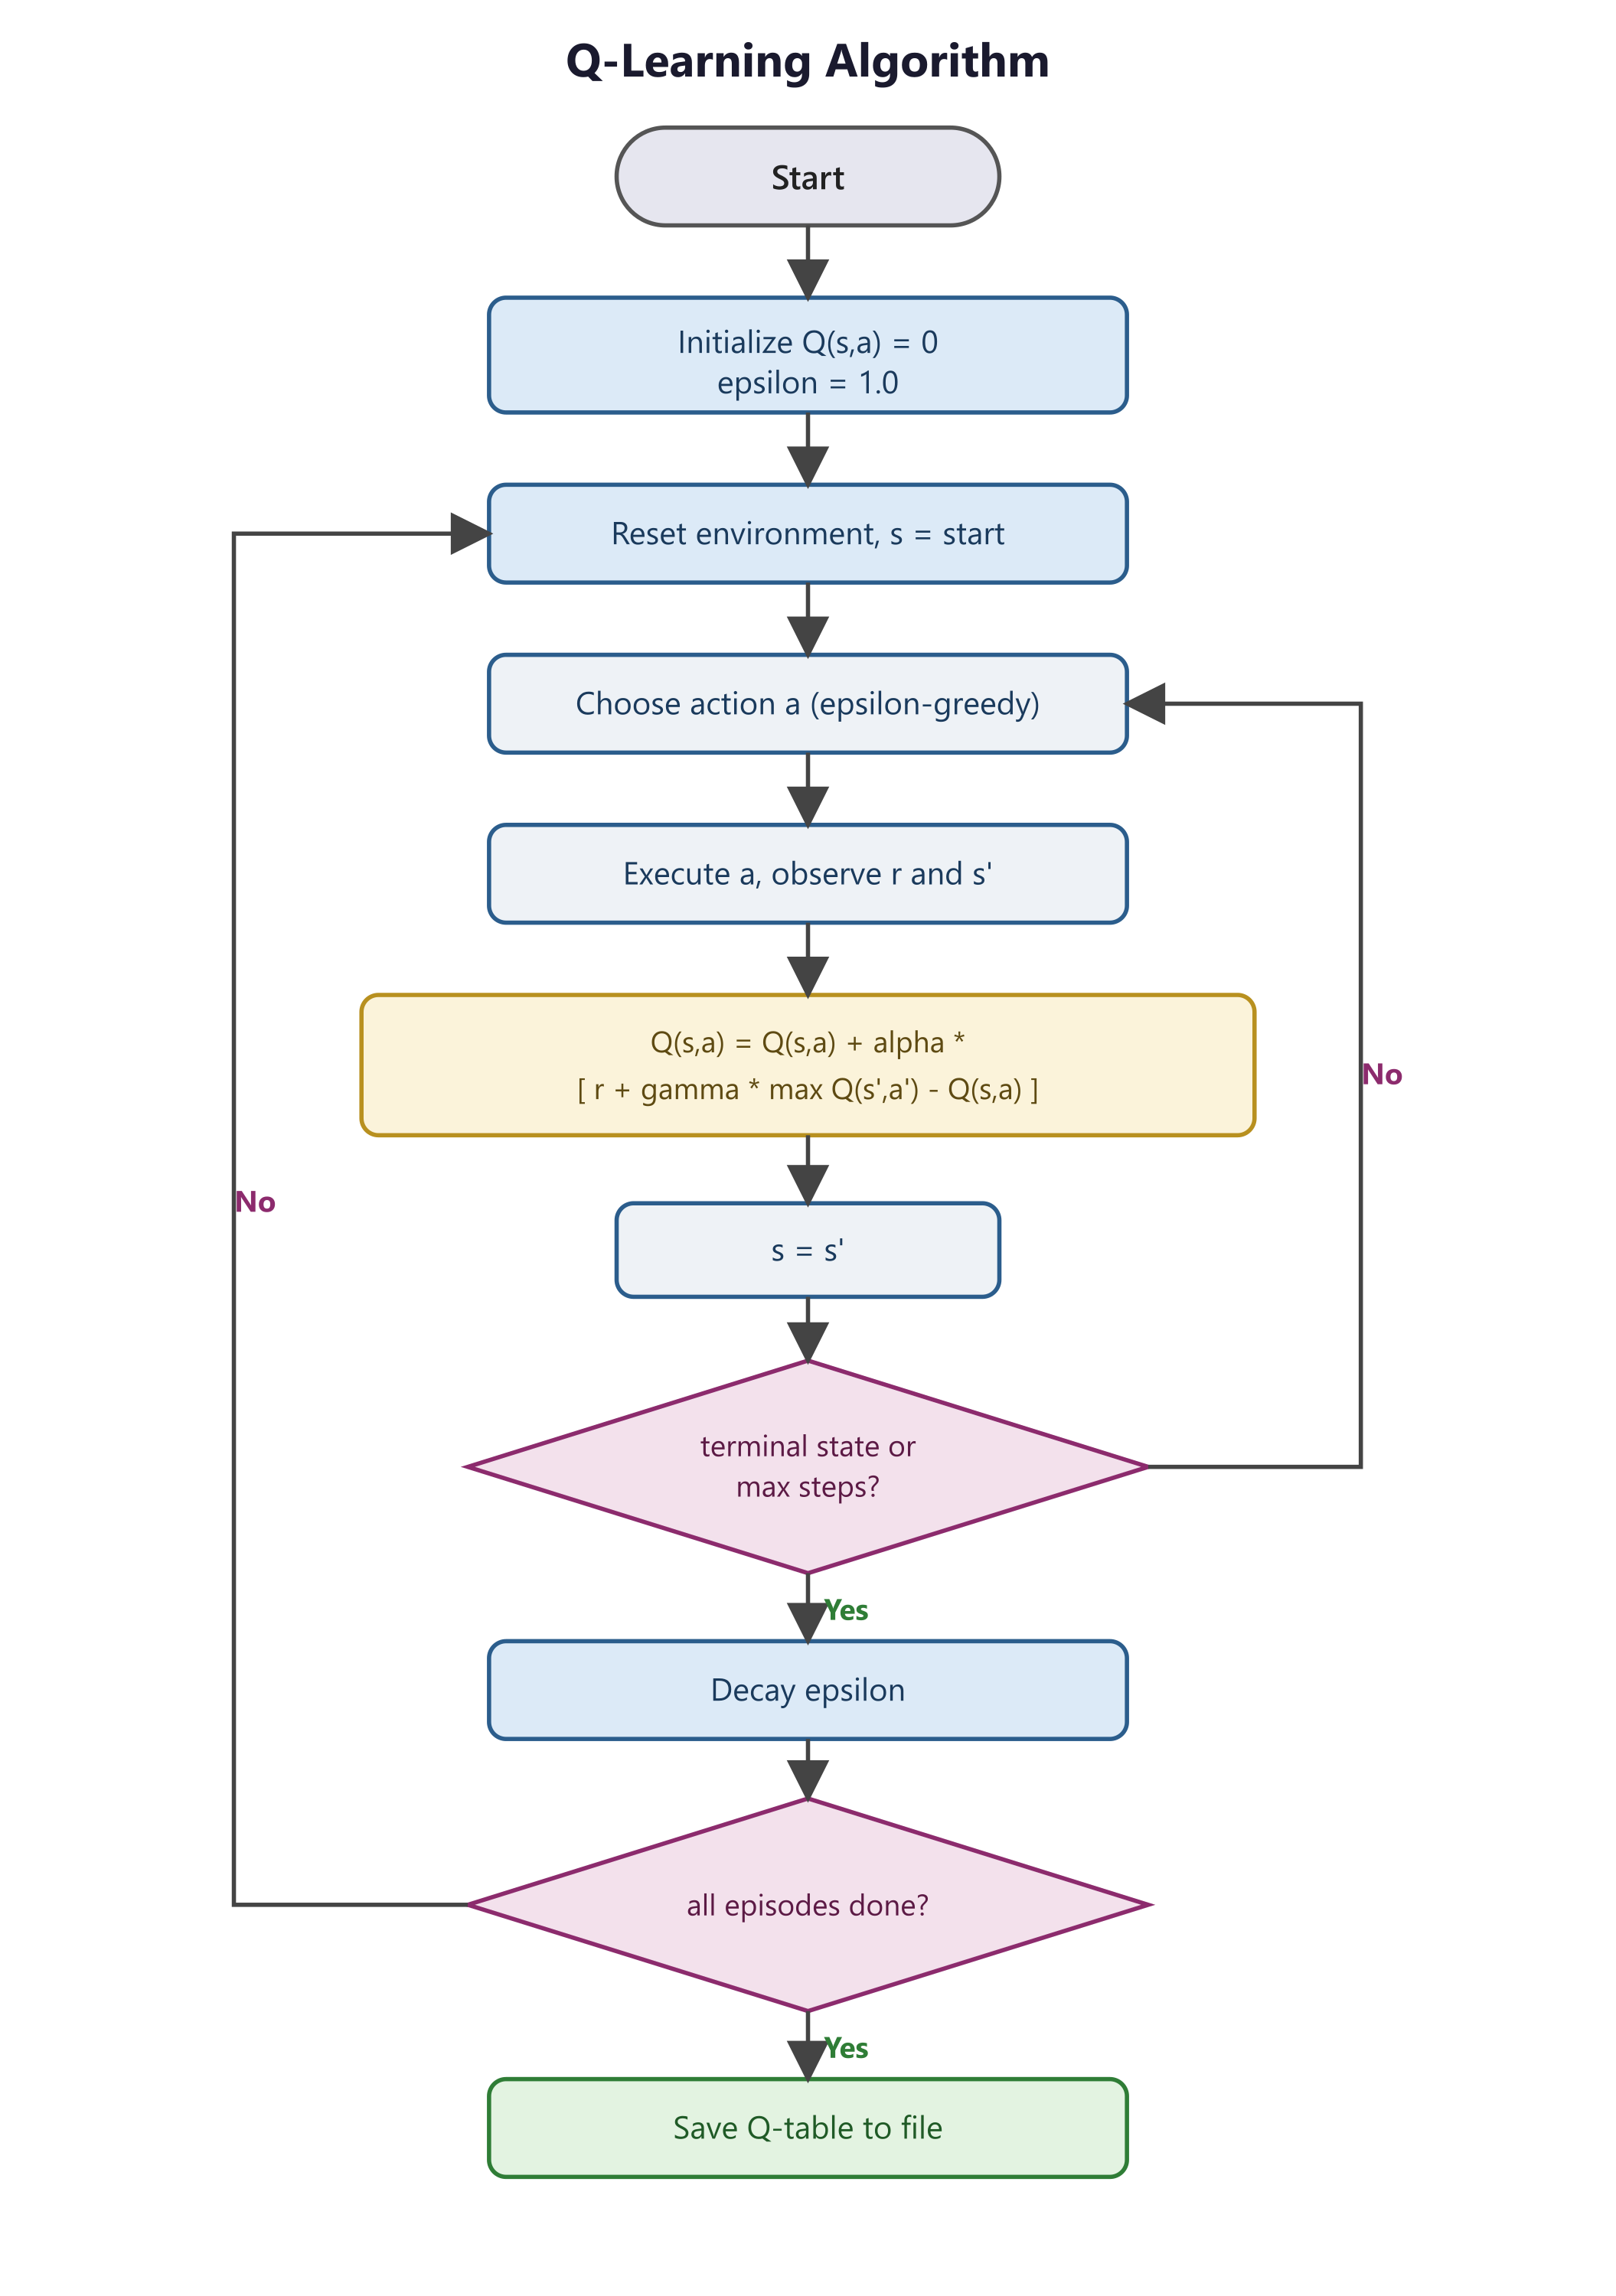 Q-Learning Algorithm
Start
Initialize Q(s,a) = 0
epsilon = 1.0
Reset environment, s = start
Choose action a (epsilon-greedy)
Execute a, observe r and s'
Q(s,a) = Q(s,a) + alpha *
[ r + gamma * max Q(s',a') - Q(s,a) ]
No
No
s = s'
terminal state or
max steps?
Yes
Decay epsilon
all episodes done?
Yes
Save Q-table to file